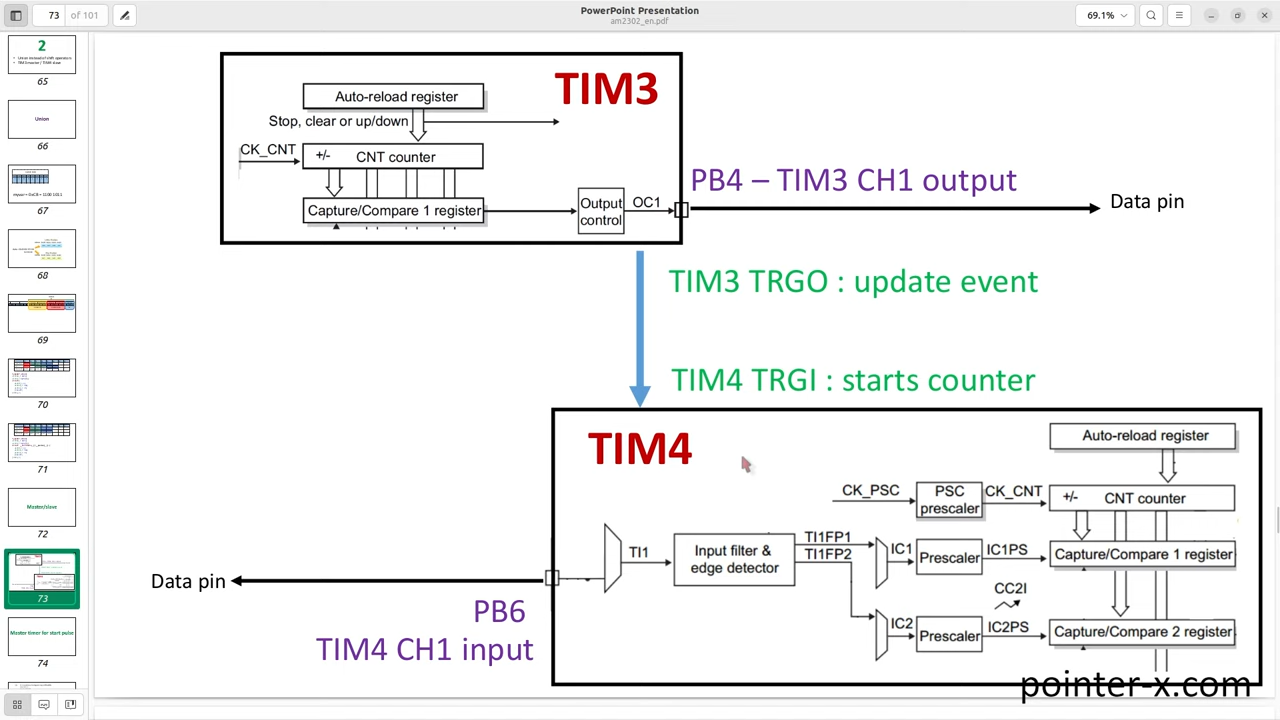 PowerPoint Presentation
am2302_en.pdf
73 of 101
69.1%
2
65
Union
66
67
68
69
70
71
Master/slave
72
73
Master timer for start pulse
74
TIM3
Auto-reload register
Stop, clear or up/down
CK_CNT
+/- CNT counter
Capture/Compare 1 register
Output
control
OC1
PB4 – TIM3 CH1 output
Data pin
TIM3 TRGO : update event
TIM4 TRGI : starts counter
TIM4
Auto-reload register
CK_PSC
PSC
prescaler
CK_CNT
+/- CNT counter
TI1
Input filter &
edge detector
TI1FP1
TI1FP2
IC1
Prescaler
IC1PS
Capture/Compare 1 register
CC2I
IC2
Prescaler
IC2PS
Capture/Compare 2 register
Data pin
PB6
TIM4 CH1 input
pointer-x.com